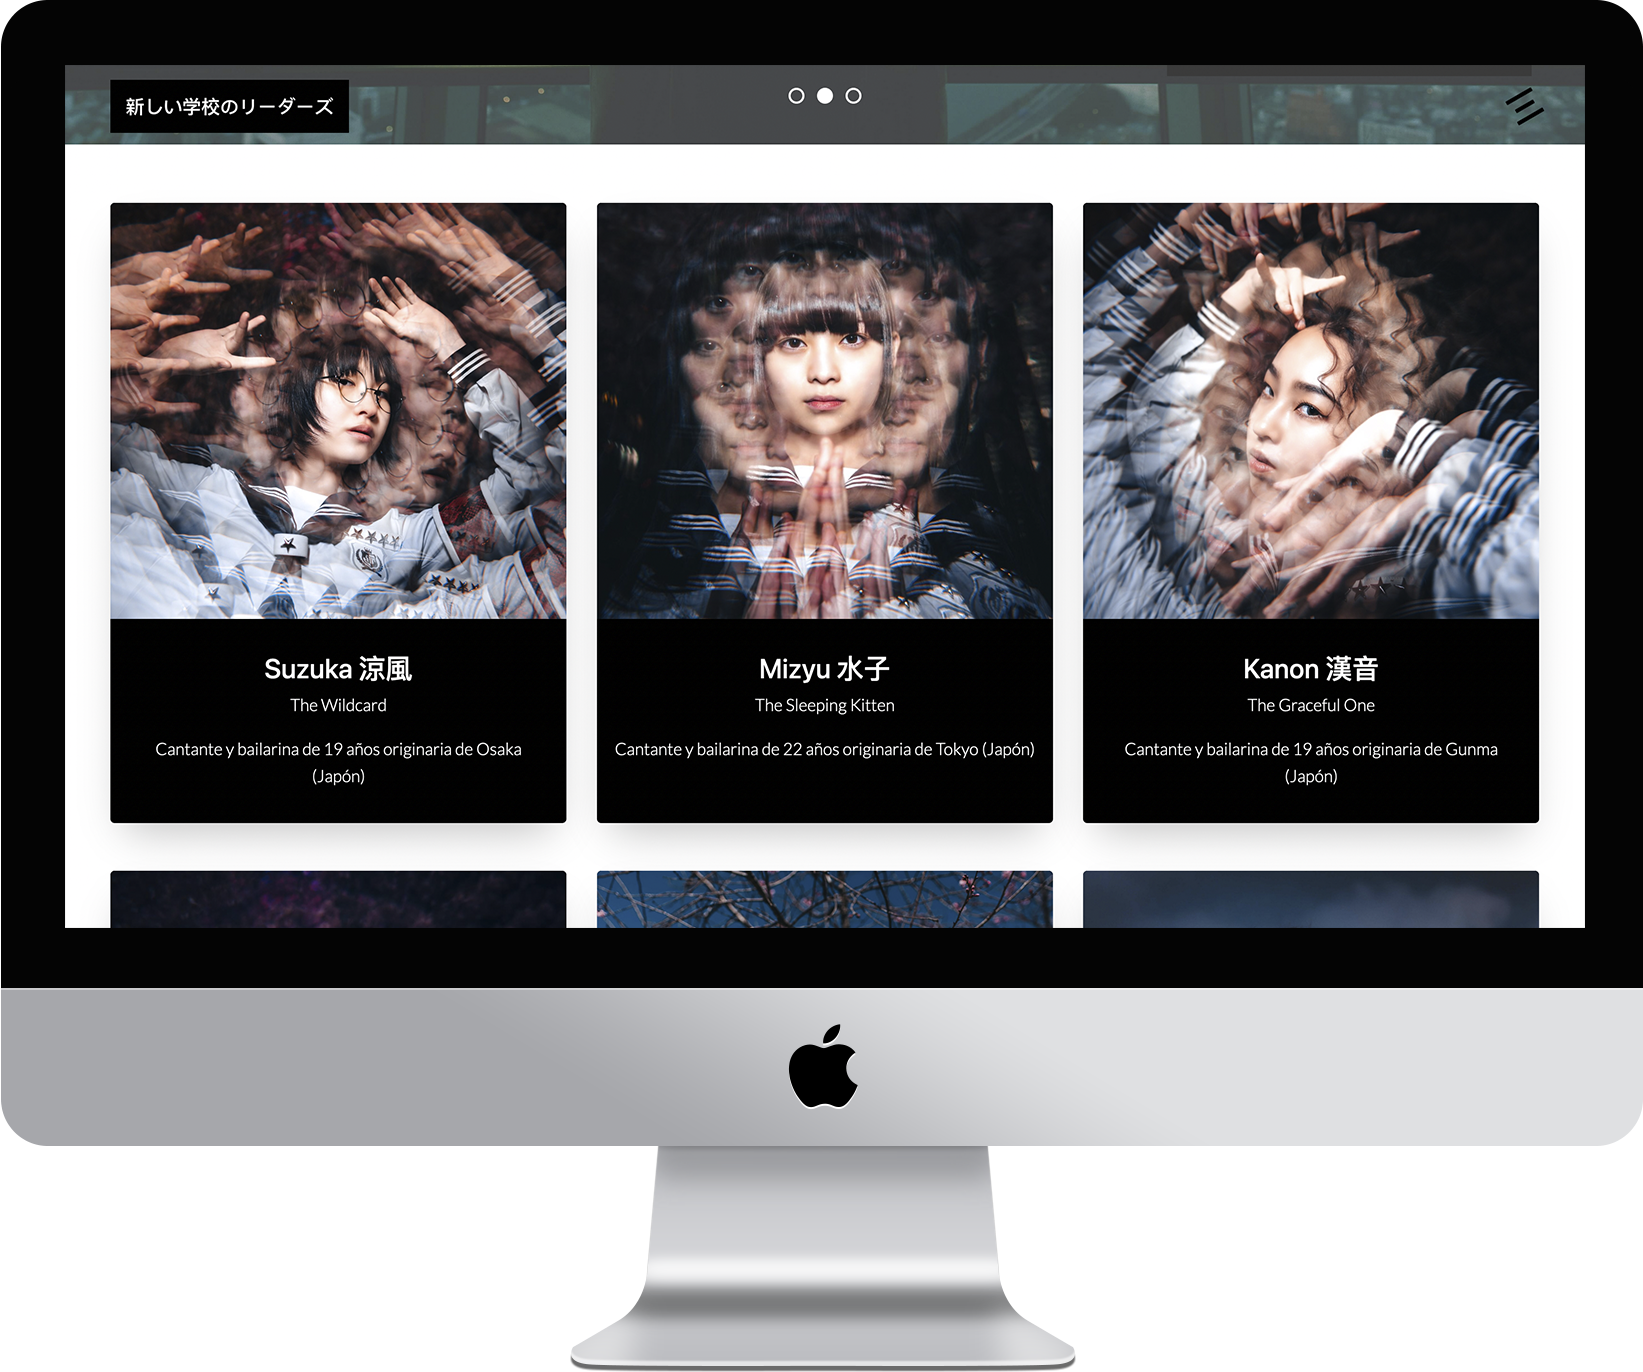 新しい学校のリーダーズ
Suzuka 涼風
The Wildcard
Cantante y bailarina de 19 años originaria de Osaka
(Japón)
Mizyu 水子
The Sleeping Kitten
Cantante y bailarina de 22 años originaria de Tokyo (Japón)
Kanon 漢音
The Graceful One
Cantante y bailarina de 19 años originaria de Gunma
(Japón)